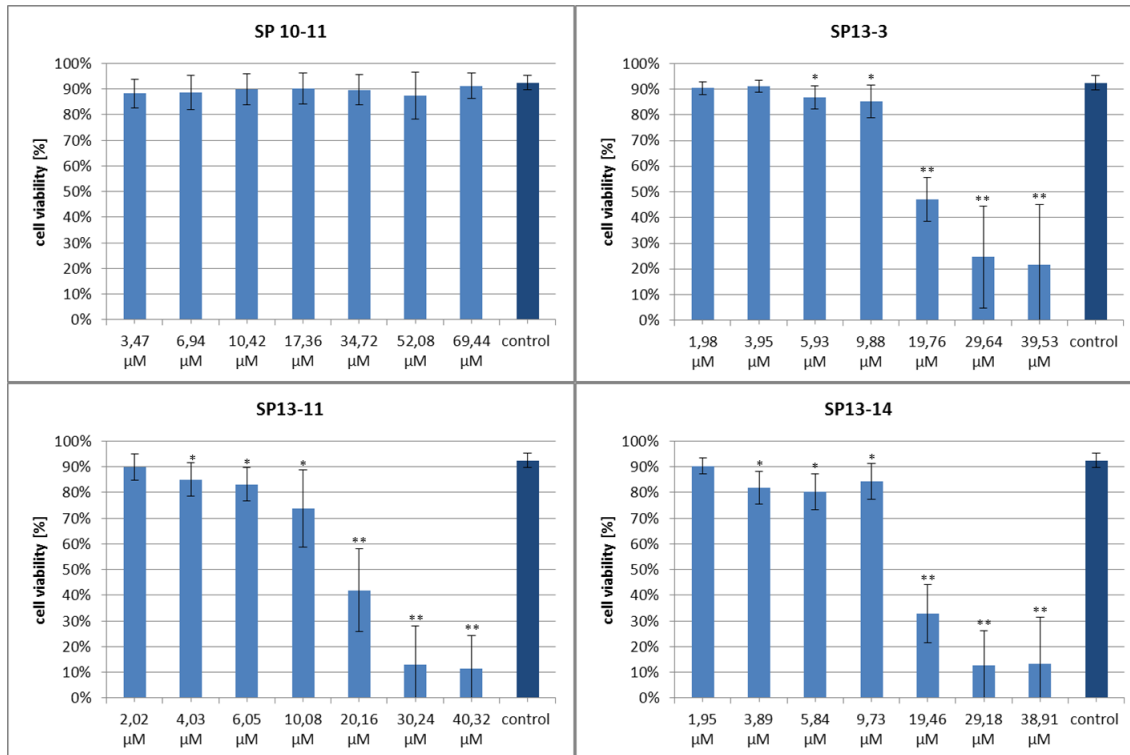 SP 10-11
cell viability [%]
100%
90%
80%
70%
60%
50%
40%
30%
20%
10%
0%
3,47 6,94 10,42 17,36 34,72 52,08 69,44 control
µM µM µM µM µM µM µM
SP13-3
cell viability [%]
100%
90%
80%
70%
60%
50%
40%
30%
20%
10%
0%
* * ** ** **
1,98 3,95 5,93 9,88 19,76 29,64 39,53 control
µM µM µM µM µM µM µM
SP13-11
cell viability [%]
100%
90%
80%
70%
60%
50%
40%
30%
20%
10%
0%
* * * ** ** **
2,02 4,03 6,05 10,08 20,16 30,24 40,32 control
µM µM µM µM µM µM µM
SP13-14
cell viability [%]
100%
90%
80%
70%
60%
50%
40%
30%
20%
10%
0%
* * * ** ** **
1,95 3,89 5,84 9,73 19,46 29,18 38,91 control
µM µM µM µM µM µM µM